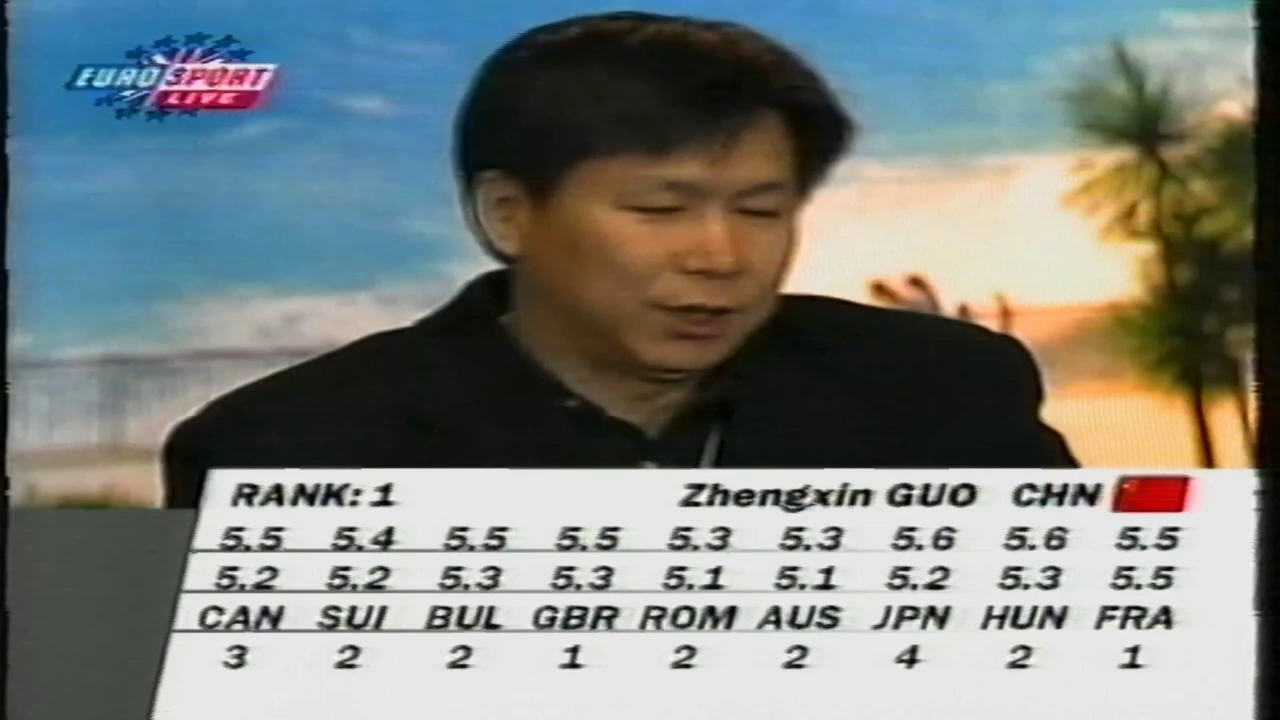 EUROSPORT
LIVE
RANK: 1 Zhengxin GUO CHN
5.5 5.4 5.5 5.5 5.3 5.3 5.6 5.6 5.5
5.2 5.2 5.3 5.3 5.1 5.1 5.2 5.3 5.5
CAN SUI BUL GBR ROM AUS JPN HUN FRA
3 2 2 1 2 2 4 2 1